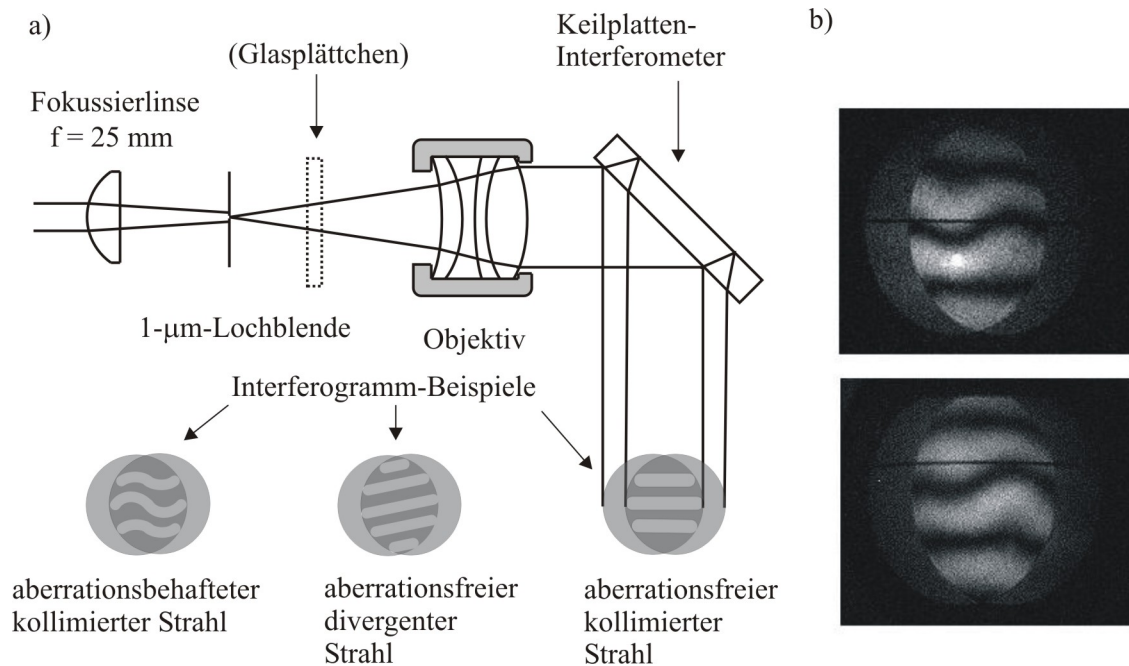 a)
(Glasplättchen)
Keilplatten-
Interferometer
b)
Fokussierlinse
f = 25 mm
1-µm-Lochblende
Objektiv
Interferogramm-Beispiele
aberrationsbehafteter
kollimierter Strahl
aberrationsfreier
divergenter
Strahl
aberrationsfreier
kollimierter
Strahl